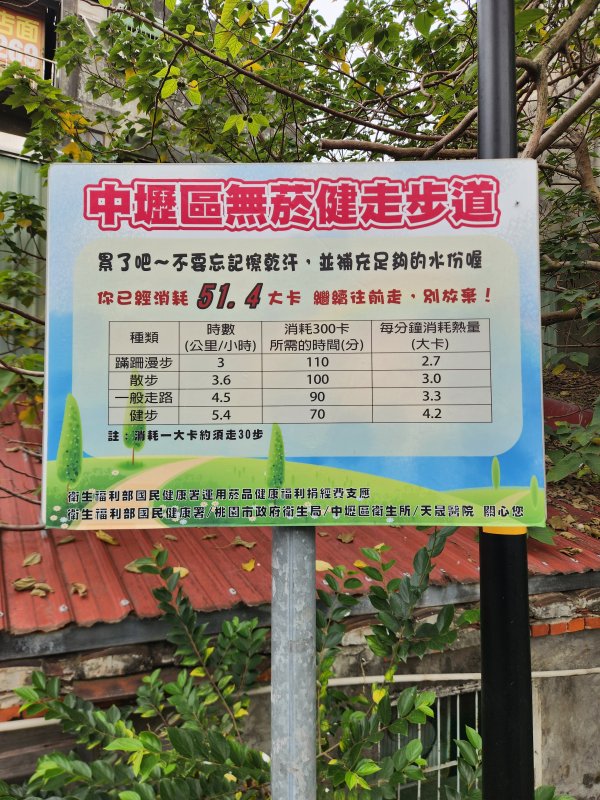 店面
中壢區無菸健走步道
累了吧～不要忘記擦乾汗，並補充足夠的水份喔
你已經消耗 51.4 大卡 繼續往前走，別放棄！
種類 時數(公里/小時) 消耗300卡所需的時間(分) 每分鐘消耗熱量(大卡)
蹣跚漫步 3 110 2.7
散步 3.6 100 3.0
一般走路 4.5 90 3.3
健步 5.4 70 4.2
註：消耗一大卡約須走30步
衛生福利部國民健康署運用菸品健康福利捐經費支應
衛生福利部國民健康署/桃園市政府衛生局/中壢區衛生所/天晟醫院 關心您